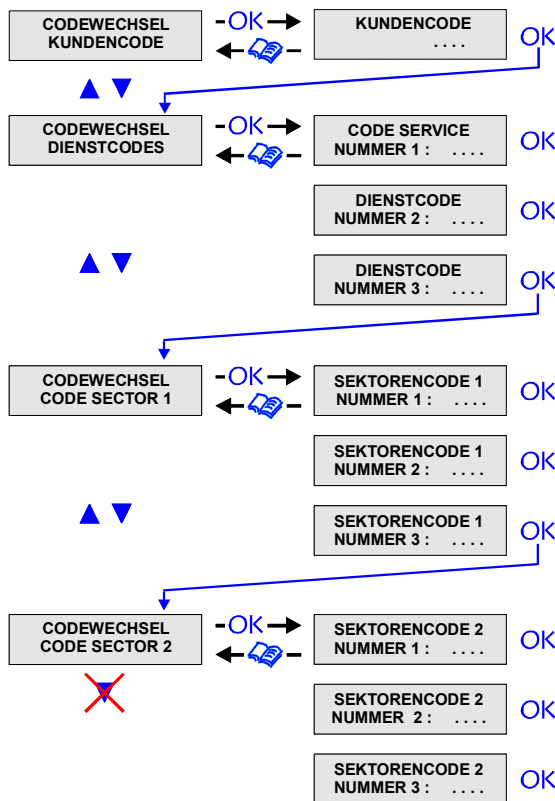 CODEWECHSEL
KUNDENCODE
OK
KUNDENCODE
. . . .
OK
CODEWECHSEL
DIENSTCODES
OK
CODE SERVICE
NUMMER 1 : . . . .
OK
DIENSTCODE
NUMMER 2 : . . . .
OK
DIENSTCODE
NUMMER 3 : . . . .
OK
CODEWECHSEL
CODE SECTOR 1
OK
SEKTORENCODE 1
NUMMER 1 : . . . .
OK
SEKTORENCODE 1
NUMMER 2 : . . . .
OK
SEKTORENCODE 1
NUMMER 3 : . . . .
OK
CODEWECHSEL
CODE SECTOR 2
OK
SEKTORENCODE 2
NUMMER 1 : . . . .
OK
SEKTORENCODE 2
NUMMER 2 : . . . .
OK
SEKTORENCODE 2
NUMMER 3 : . . . .
OK